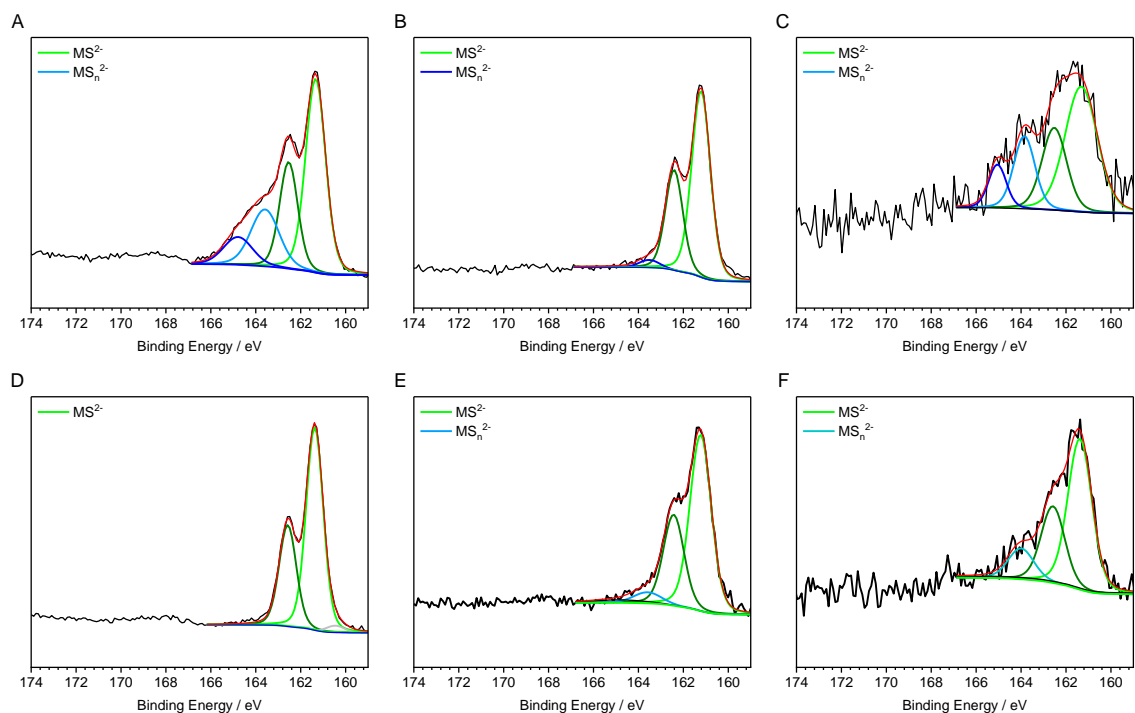 A
MS2-
MSn2-
174 172 170 168 166 164 162 160
Binding Energy / eV
B
MS2-
MSn2-
174 172 170 168 166 164 162 160
Binding Energy / eV
C
MS2-
MSn2-
174 172 170 168 166 164 162 160
Binding Energy / eV
D
MS2-
174 172 170 168 166 164 162 160
Binding Energy / eV
E
MS2-
MSn2-
174 172 170 168 166 164 162 160
Binding Energy / eV
F
MS2-
MSn2-
174 172 170 168 166 164 162 160
Binding Energy / eV